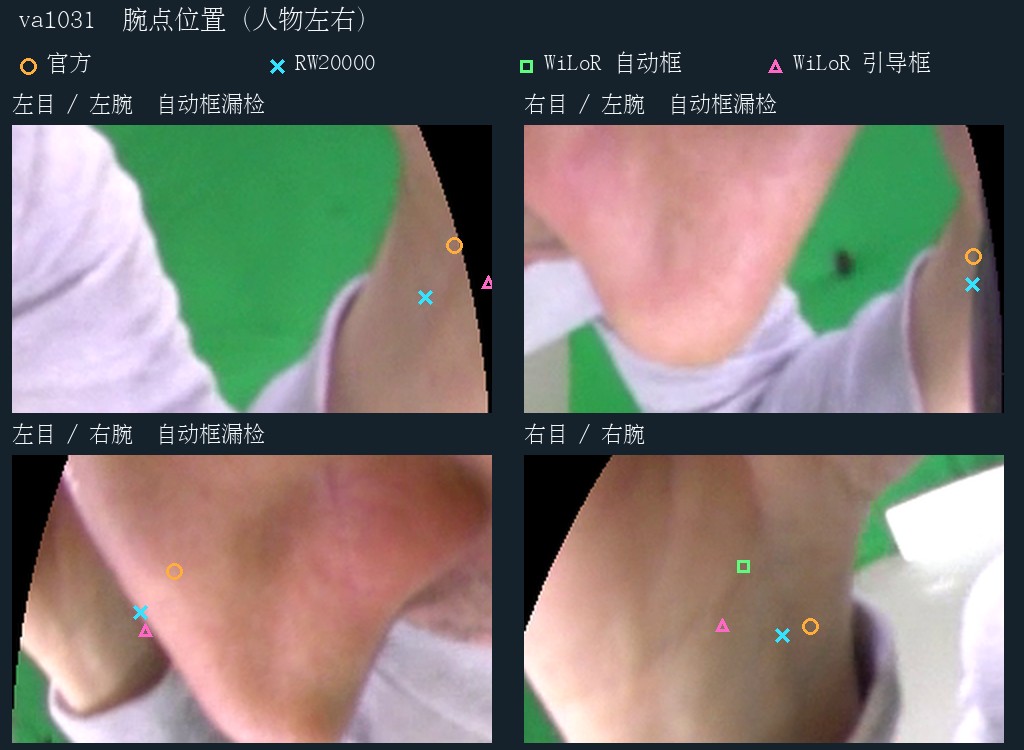 va1031 腕点位置 (人物左右)
官方 RW20000 WiLoR 自动框 WiLoR 引导框
左目 / 左腕 自动框漏检 右目 / 左腕 自动框漏检
左目 / 右腕 自动框漏检 右目 / 右腕